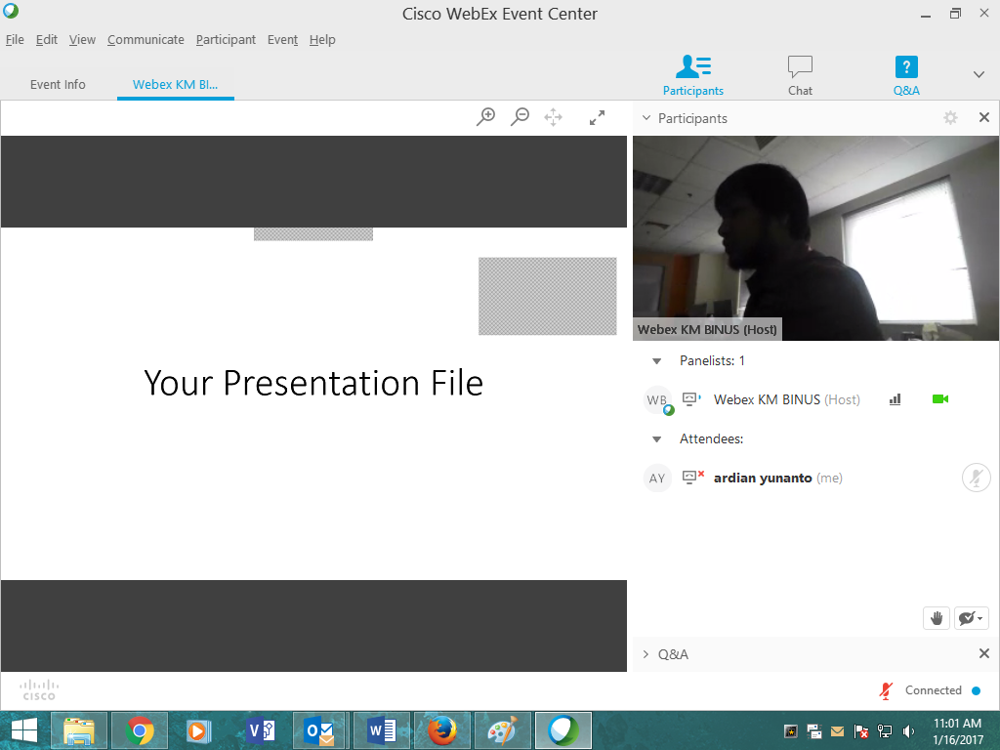 Cisco WebEx Event Center
File Edit View Communicate Participant Event Help
Event Info
Webex KM BI...
Participants
Chat
?
Q&A
Participants
Your Presentation File
Webex KM BINUS (Host)
Panelists: 1
WB
Webex KM BINUS (Host)
Attendees:
AY
ardian yunanto (me)
Q&A
CISCO
Connected
11:01 AM
1/16/2017